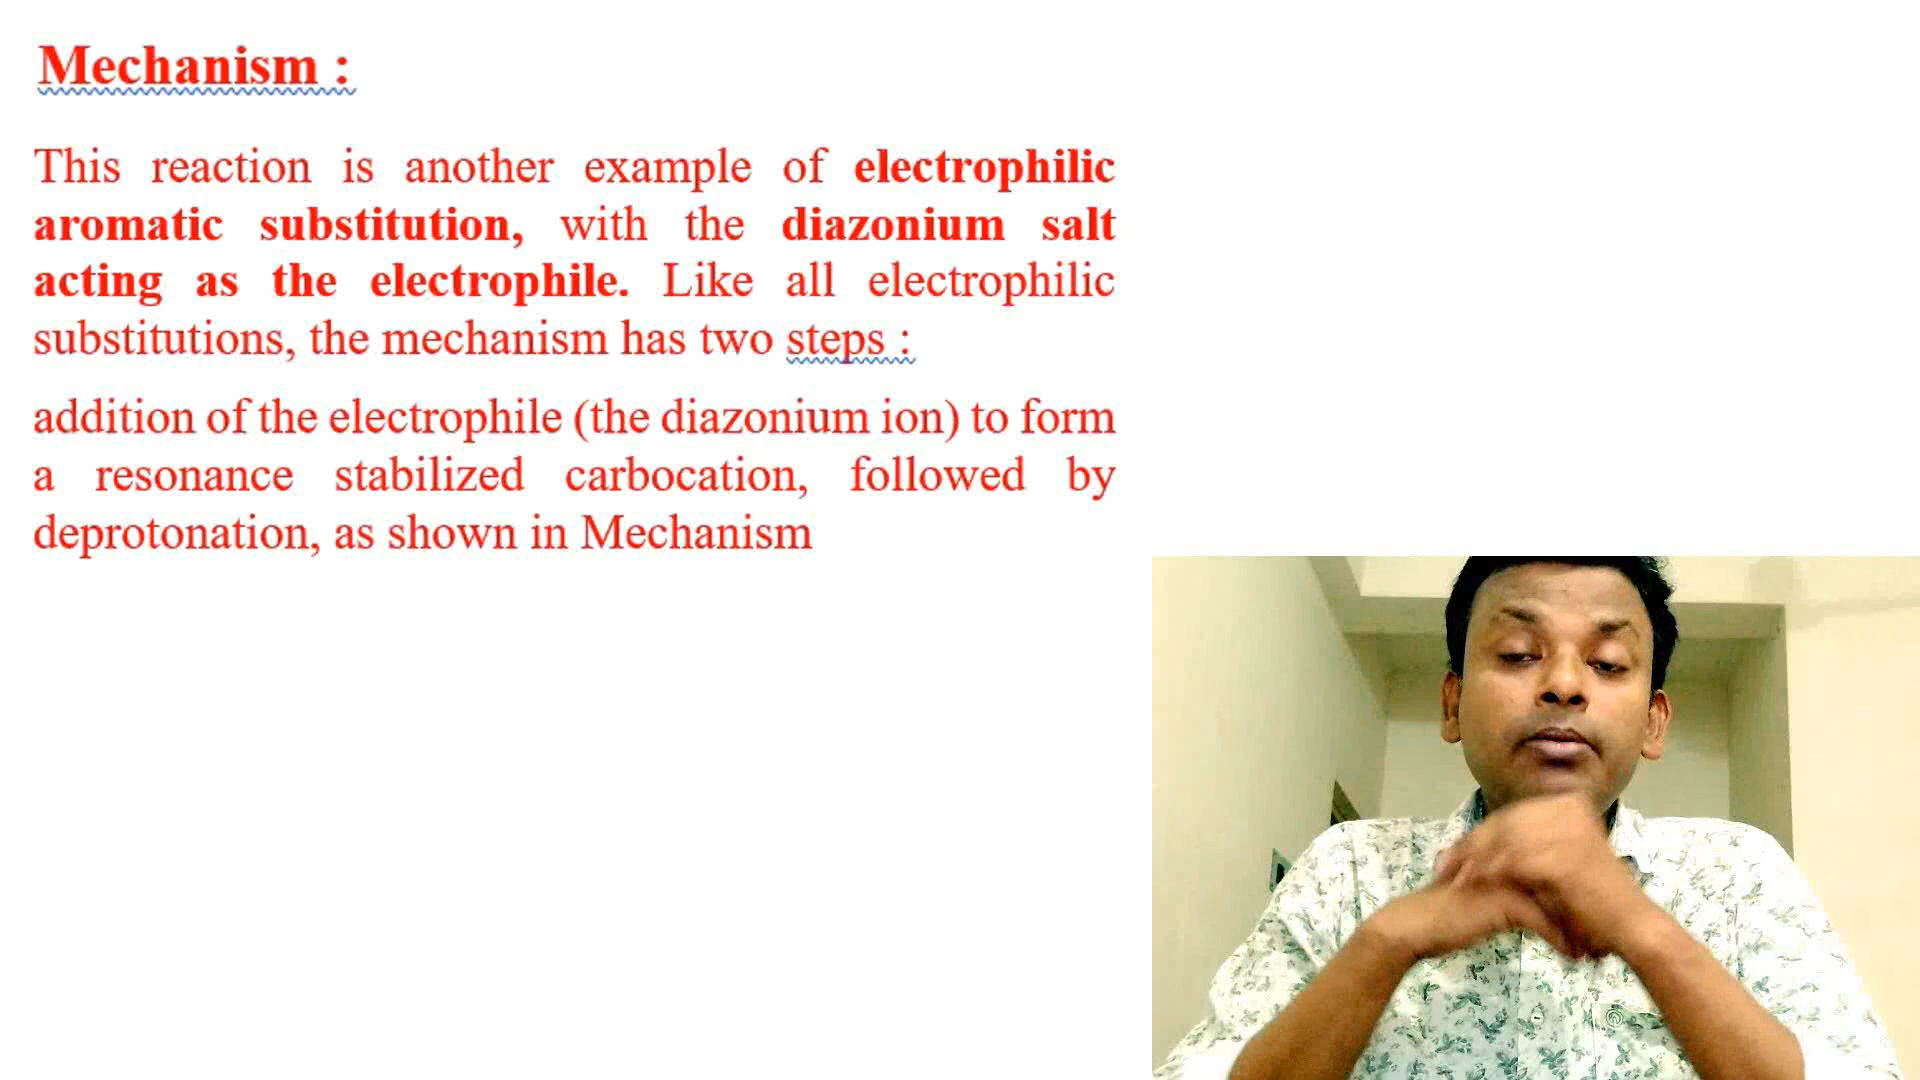 Mechanism :
This reaction is another example of electrophilic
aromatic substitution, with the diazonium salt
acting as the electrophile. Like all electrophilic
substitutions, the mechanism has two steps :
addition of the electrophile (the diazonium ion) to form
a resonance stabilized carbocation, followed by
deprotonation, as shown in Mechanism